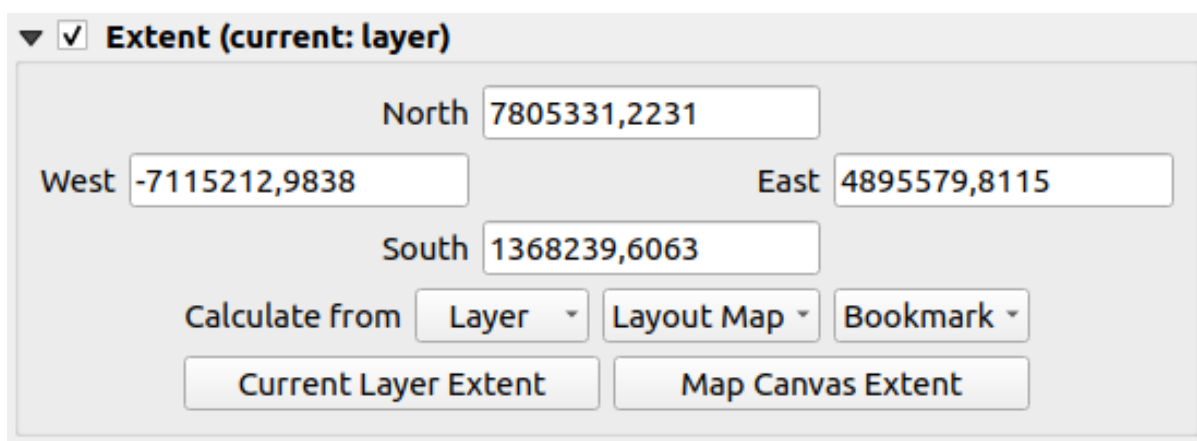 Extent (current: layer)
North 7805331,2231
West -7115212,9838 East 4895579,8115
South 1368239,6063
Calculate from Layer Layout Map Bookmark
Current Layer Extent Map Canvas Extent